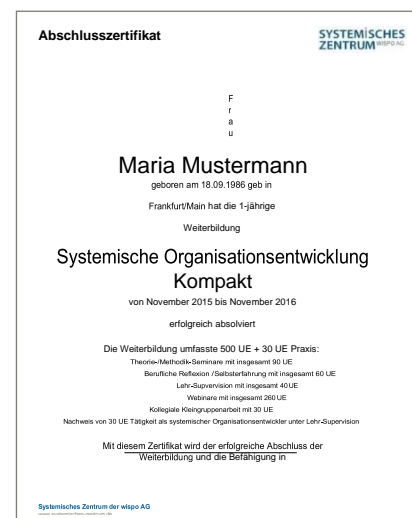 Abschlusszertifikat
SYSTEMISCHES
ZENTRUM WISPO AG
F
r
a
u
Maria Mustermann
geboren am 18.09.1986 geb in
Frankfurt/Main hat die 1-jährige
Weiterbildung
Systemische Organisationsentwicklung
Kompakt
von November 2015 bis November 2016
erfolgreich absolviert
Die Weiterbildung umfasste 500 UE + 30 UE Praxis:
Theorie-/Methodik-Seminare mit insgesamt 90 UE
Berufliche Reflexion /Selbsterfahrung mit insgesamt 60 UE
Lehr-Supvervision mit insgesamt 40 UE
Webinare mit insgesamt 260 UE
Kollegiale Kleingruppenarbeit mit 30 UE
Nachweis von 30 UE Tätigkeit als systemischer Organisationsentwickler unter Lehr-Supervision
Mit diesem Zertifikat wird der erfolgreiche Abschluss der
Weiterbildung und die Befähigung in
Systemisches Zentrum der wispo AG